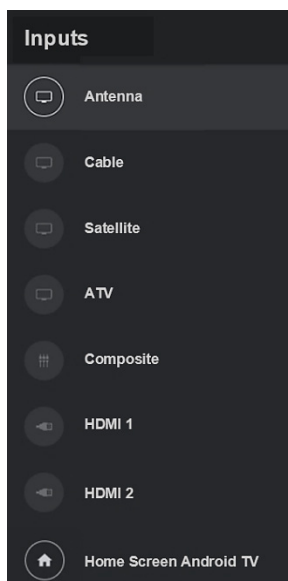 Inputs
Antenna
Cable
Satellite
ATV
Composite
HDMI 1
HDMI 2
Home Screen Android TV